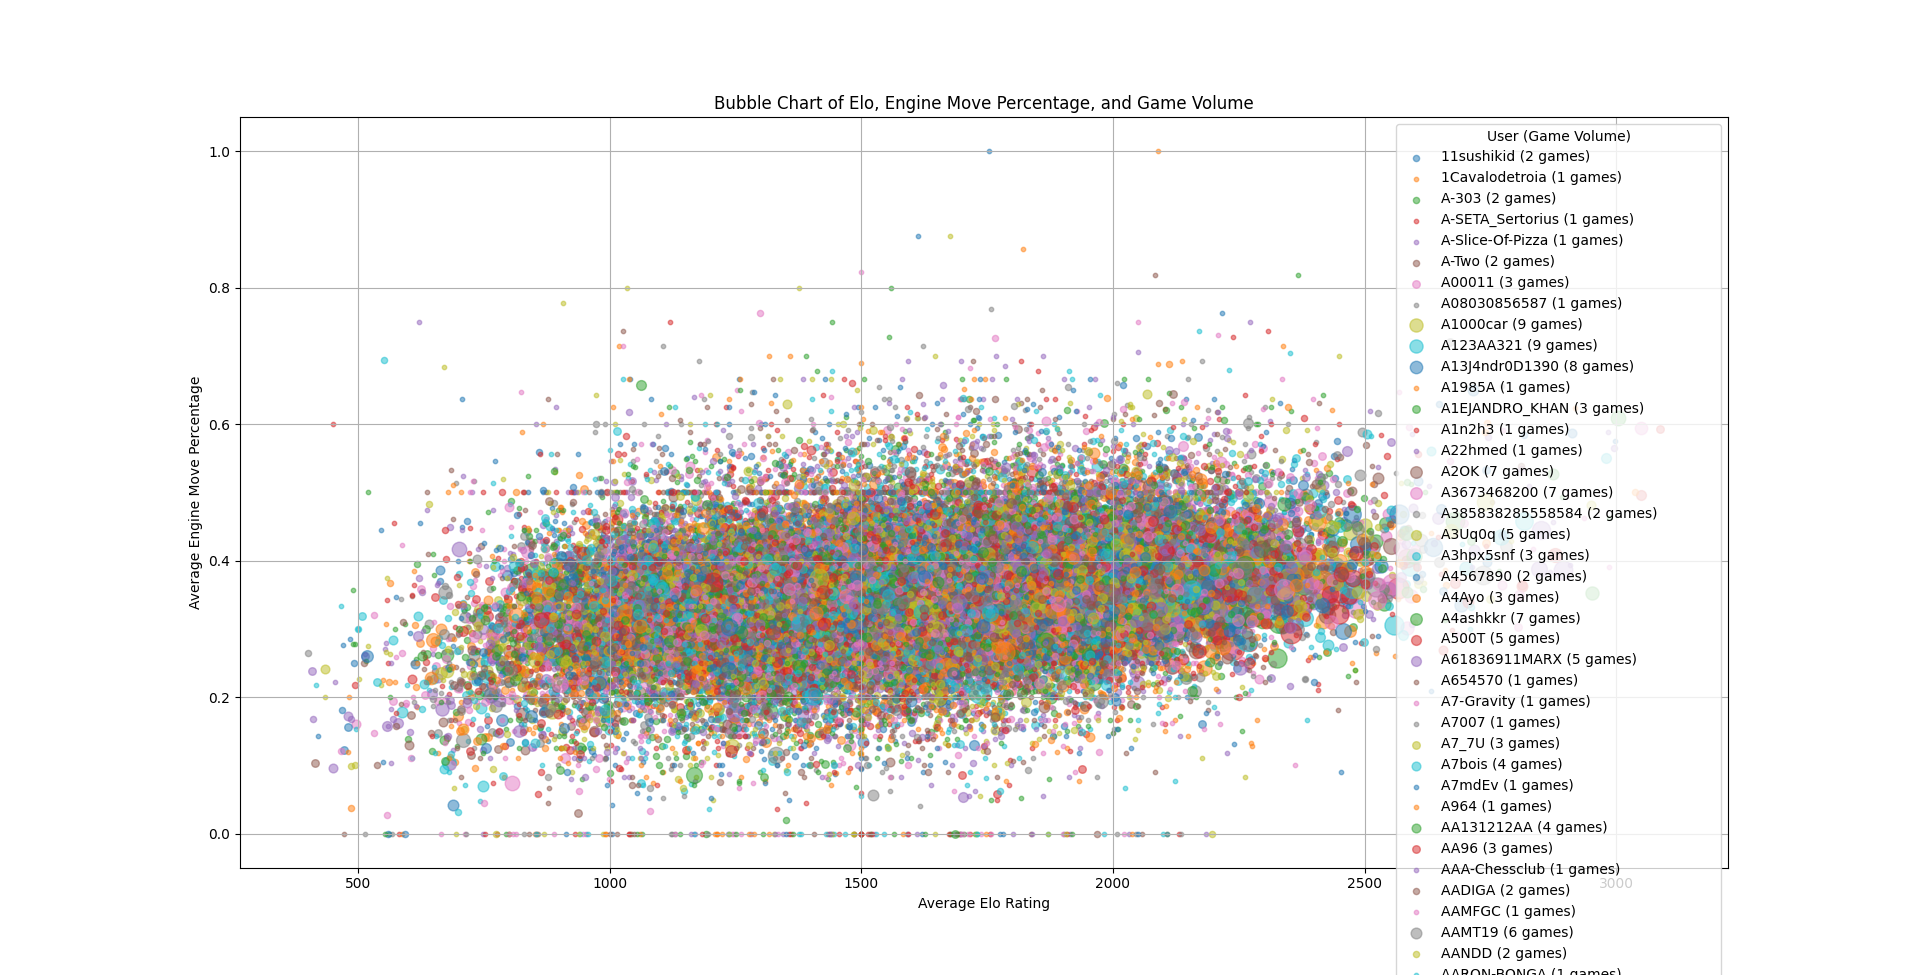 Bubble Chart of Elo, Engine Move Percentage, and Game Volume
1.0
0.8
0.6
0.4
0.2
0.0
Average Engine Move Percentage
500
1000
1500
2000
2500
3000
Average Elo Rating
User (Game Volume)
11sushikid (2 games)
1Cavalodetroia (1 games)
A-303 (2 games)
A-SETA_Sertorius (1 games)
A-Slice-Of-Pizza (1 games)
A-Two (2 games)
A00011 (3 games)
A08030856587 (1 games)
A1000car (9 games)
A123AA321 (9 games)
A13J4ndr0D1390 (8 games)
A1985A (1 games)
A1EJANDRO_KHAN (3 games)
A1n2h3 (1 games)
A22hmed (1 games)
A2OK (7 games)
A3673468200 (7 games)
A385838285558584 (2 games)
A3Uq0q (5 games)
A3hpx5snf (3 games)
A4567890 (2 games)
A4Ayo (3 games)
A4ashkkr (7 games)
A500T (5 games)
A61836911MARX (5 games)
A654570 (1 games)
A7-Gravity (1 games)
A7007 (1 games)
A7_7U (3 games)
A7bois (4 games)
A7mdEv (1 games)
A964 (1 games)
AA131212AA (4 games)
AA96 (3 games)
AAA-Chessclub (1 games)
AADIGA (2 games)
AAMFGC (1 games)
AAMT19 (6 games)
AANDD (2 games)
AARON-BONGA (1 games)